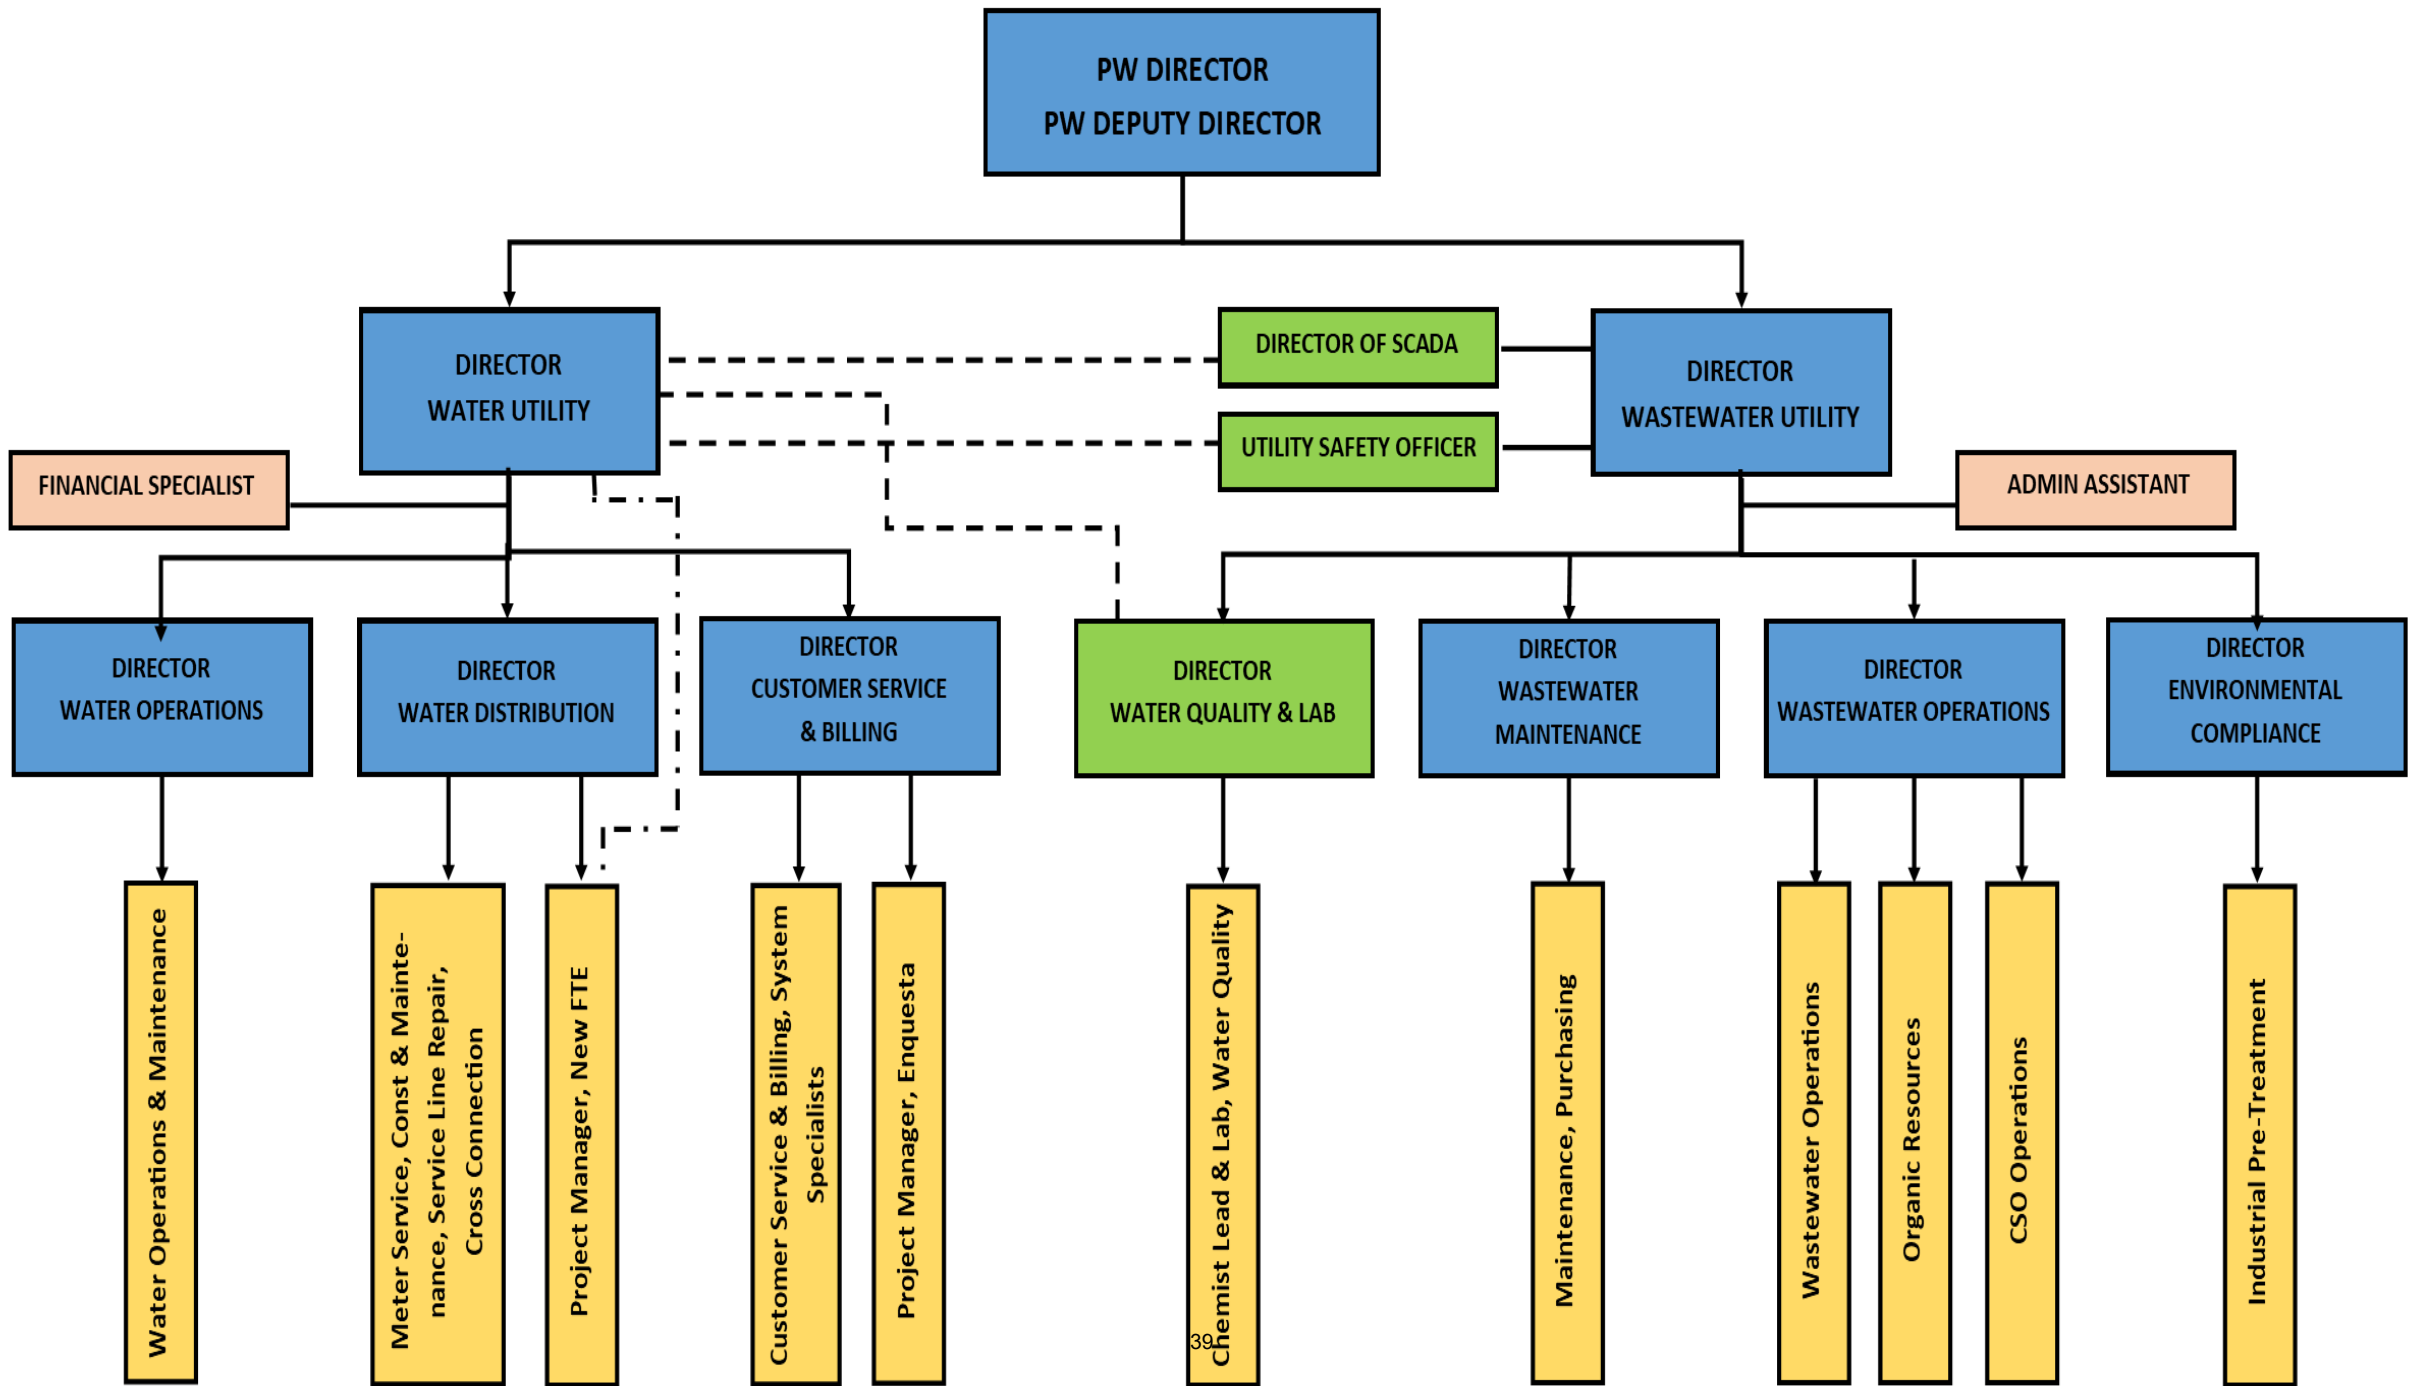 PW DIRECTOR
PW DEPUTY DIRECTOR
DIRECTOR
WATER UTILITY
DIRECTOR OF SCADA
UTILITY SAFETY OFFICER
DIRECTOR
WASTEWATER UTILITY
FINANCIAL SPECIALIST
ADMIN ASSISTANT
DIRECTOR
WATER OPERATIONS
DIRECTOR
WATER DISTRIBUTION
DIRECTOR
CUSTOMER SERVICE
& BILLING
DIRECTOR
WATER QUALITY & LAB
DIRECTOR
WASTEWATER
MAINTENANCE
DIRECTOR
WASTEWATER OPERATIONS
DIRECTOR
ENVIRONMENTAL
COMPLIANCE
Water Operations & Maintenance
Meter Service, Const & Mainte-
nance, Service Line Repair,
Cross Connection
Project Manager, New FTE
Customer Service & Billing, System
Specialists
Project Manager, Enquesta
Chemist Lead & Lab, Water Quality
Maintenance, Purchasing
Wastewater Operations
Organic Resources
CSO Operations
Industrial Pre-Treatment
39